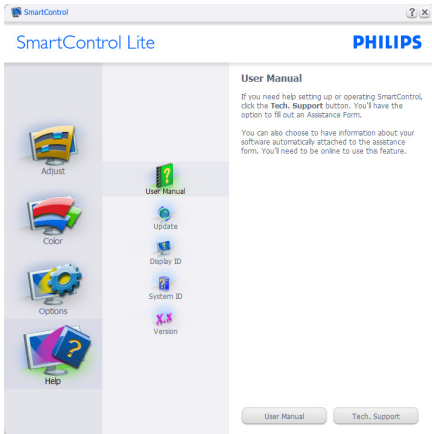 SmartControl
? ×
SmartControl Lite
PHILIPS
Adjust
Color
Options
Help
User Manual
Update
Display ID
System ID
X.X
Version
User Manual
If you need help setting up or operating SmartControl,
click the Tech. Support button. You'll have the
option to fill out an Assistance Form.
You can also choose to have information about your
software automatically attached to the assistance
form. You'll need to be online to use this feature.
User Manual
Tech. Support